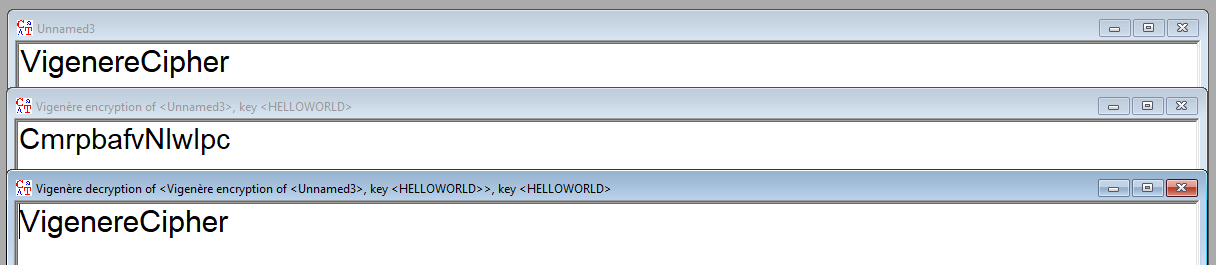 Unnamed3
VigenereCipher
Vigenère encryption of <Unnamed3>, key <HELLOWORLD>
CmrpbafvNlwlpc
Vigenère decryption of <Vigenère encryption of <Unnamed3>, key <HELLOWORLD>>, key <HELLOWORLD>
VigenereCipher